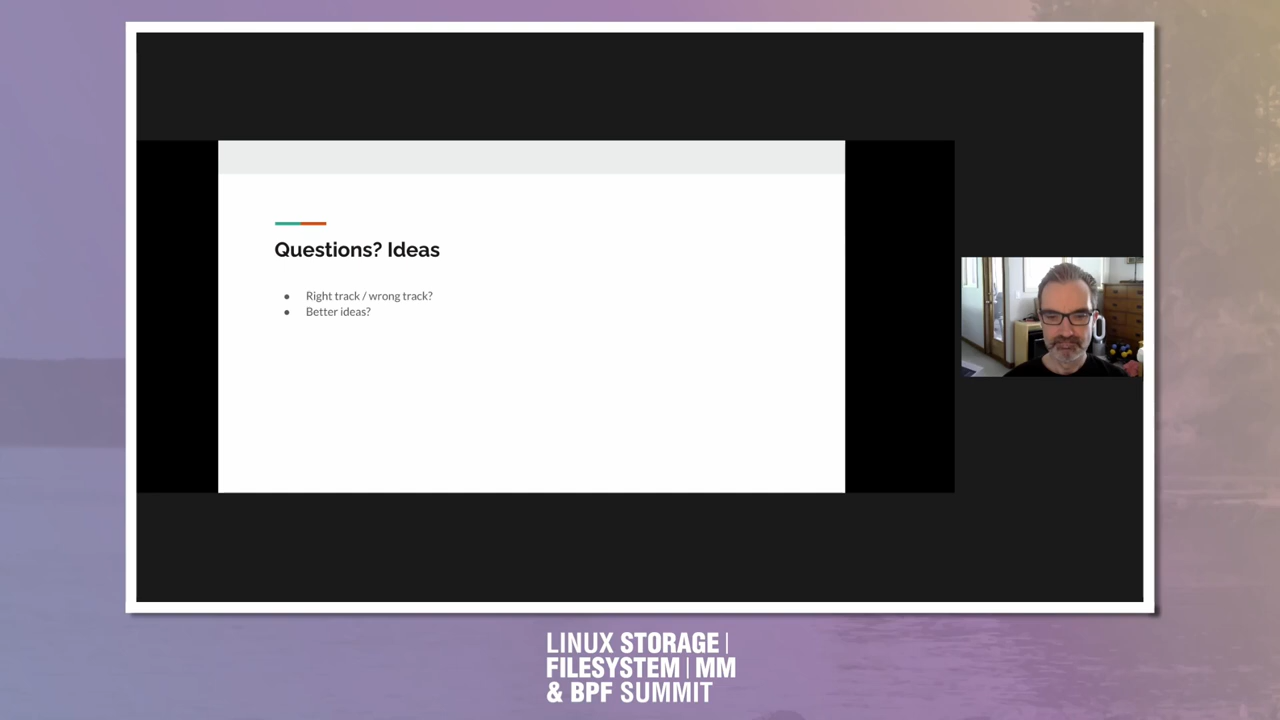 Questions? Ideas
● Right track / wrong track?
● Better ideas?
LINUX STORAGE |
FILESYSTEM | MM
& BPF SUMMIT